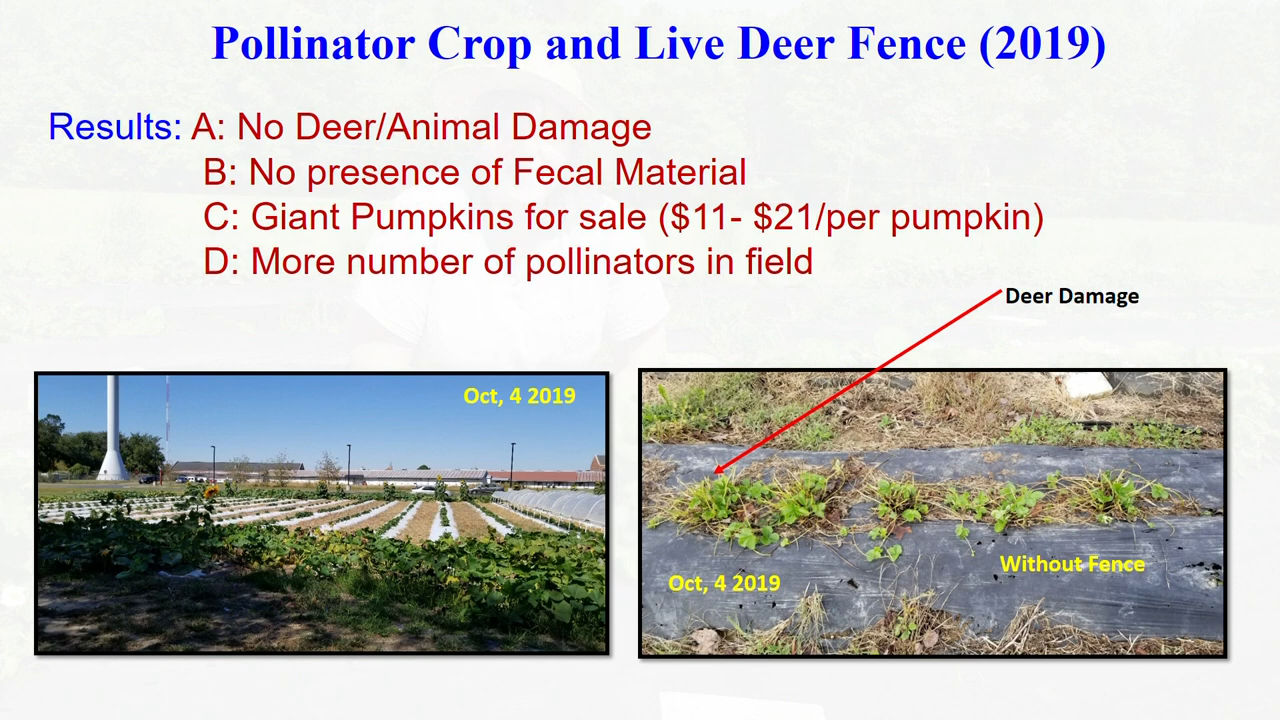 Pollinator Crop and Live Deer Fence (2019)
Results: A: No Deer/Animal Damage
B: No presence of Fecal Material
C: Giant Pumpkins for sale ($11- $21/per pumpkin)
D: More number of pollinators in field
Deer Damage
Oct, 4 2019
Without Fence
Oct, 4 2019